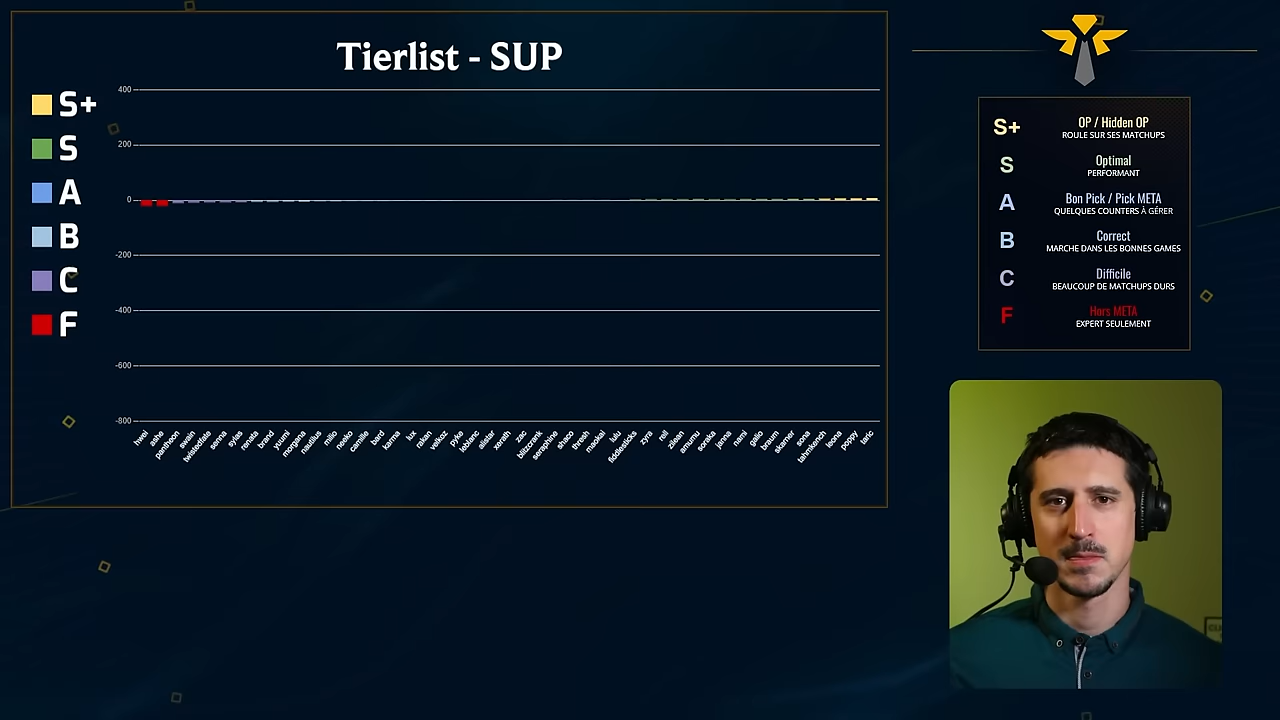 Tierlist - SUP
S+
S
A
B
C
F
400
200
0
-200
-400
-600
-800
hwei
ashe
pantheon
swain
twistedfate
senna
sylas
renata
brand
yuumi
morgana
nautilus
milio
neeko
camille
bard
karma
lux
rakan
velkoz
pyke
leblanc
alistar
xerath
zac
blitzcrank
seraphine
shaco
thresh
maokai
lulu
fiddlesticks
zyra
rell
zilean
amumu
soraka
janna
nami
galio
braum
skarner
sona
tahmkench
leona
poppy
taric
S+
OP / Hidden OP
ROULE SUR SES MATCHUPS
S
Optimal
PERFORMANT
A
Bon Pick / Pick META
QUELQUES COUNTERS À GÉRER
B
Correct
MARCHE DANS LES BONNES GAMES
C
Difficile
BEAUCOUP DE MATCHUPS DURS
F
Hors META
EXPERT SEULEMENT